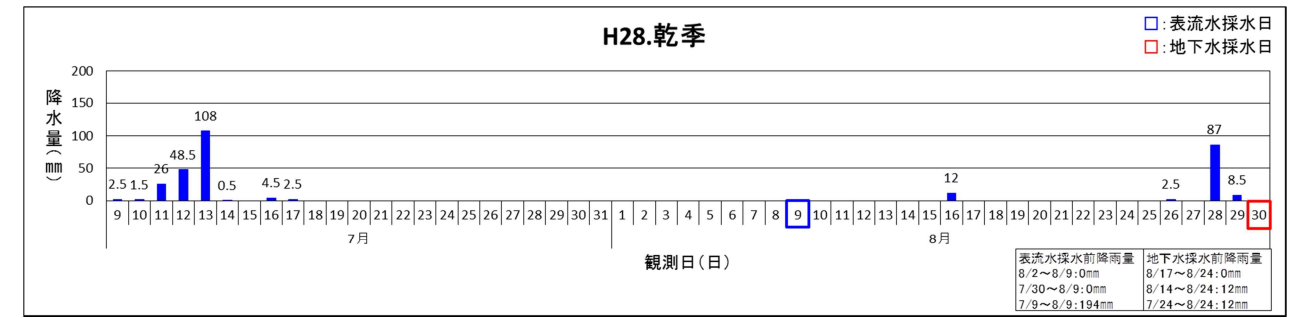 H28.乾季
□:表流水採水日
□:地下水採水日
降水量(㎜)
200
150
100
50
0
2.5 1.5 26 48.5 108 0.5 4.5 2.5 12 2.5 87 8.5
9 10 11 12 13 14 15 16 17 18 19 20 21 22 23 24 25 26 27 28 29 30 31 1 2 3 4 5 6 7 8 9 10 11 12 13 14 15 16 17 18 19 20 21 22 23 24 25 26 27 28 29 30
7月 8月
観測日(日)
表流水採水前降雨量 地下水採水前降雨量
8/2～8/9:0㎜ 8/17～8/24:0㎜
7/30～8/9:0㎜ 8/14～8/24:12㎜
7/9～8/9:194㎜ 7/24～8/24:12㎜